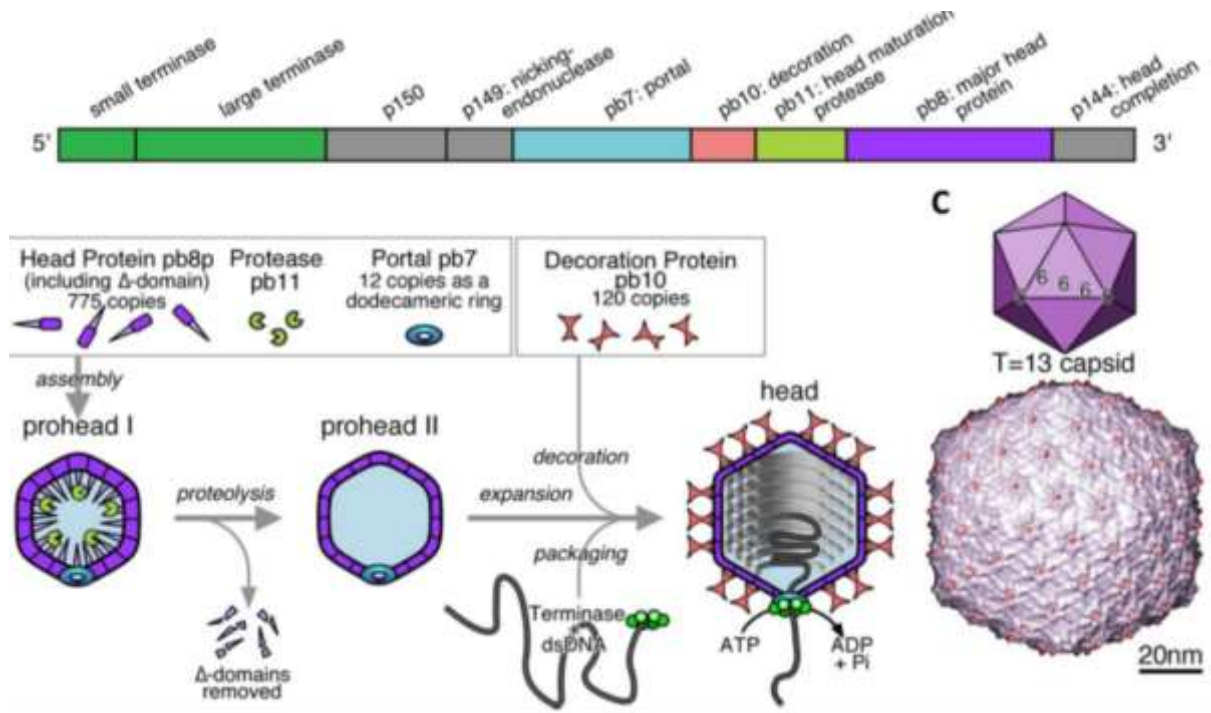 small terminase
large terminase
p150
p149: nicking-
endonuclease
pb7: portal
pb10: decoration
pb11: head maturation
protease
pb8: major head
protein
p144: head
completion
5'
3'
C
Head Protein pb8p
(including Δ-domain)
775 copies
Protease
pb11
Portal pb7
12 copies as a
dodecameric ring
Decoration Protein
pb10
120 copies
6 6 6
T=13 capsid
assembly
prohead I
prohead II
head
proteolysis
decoration
expansion
packaging
Terminase
dsDNA
ATP
ADP
+ Pi
Δ-domains
removed
20nm